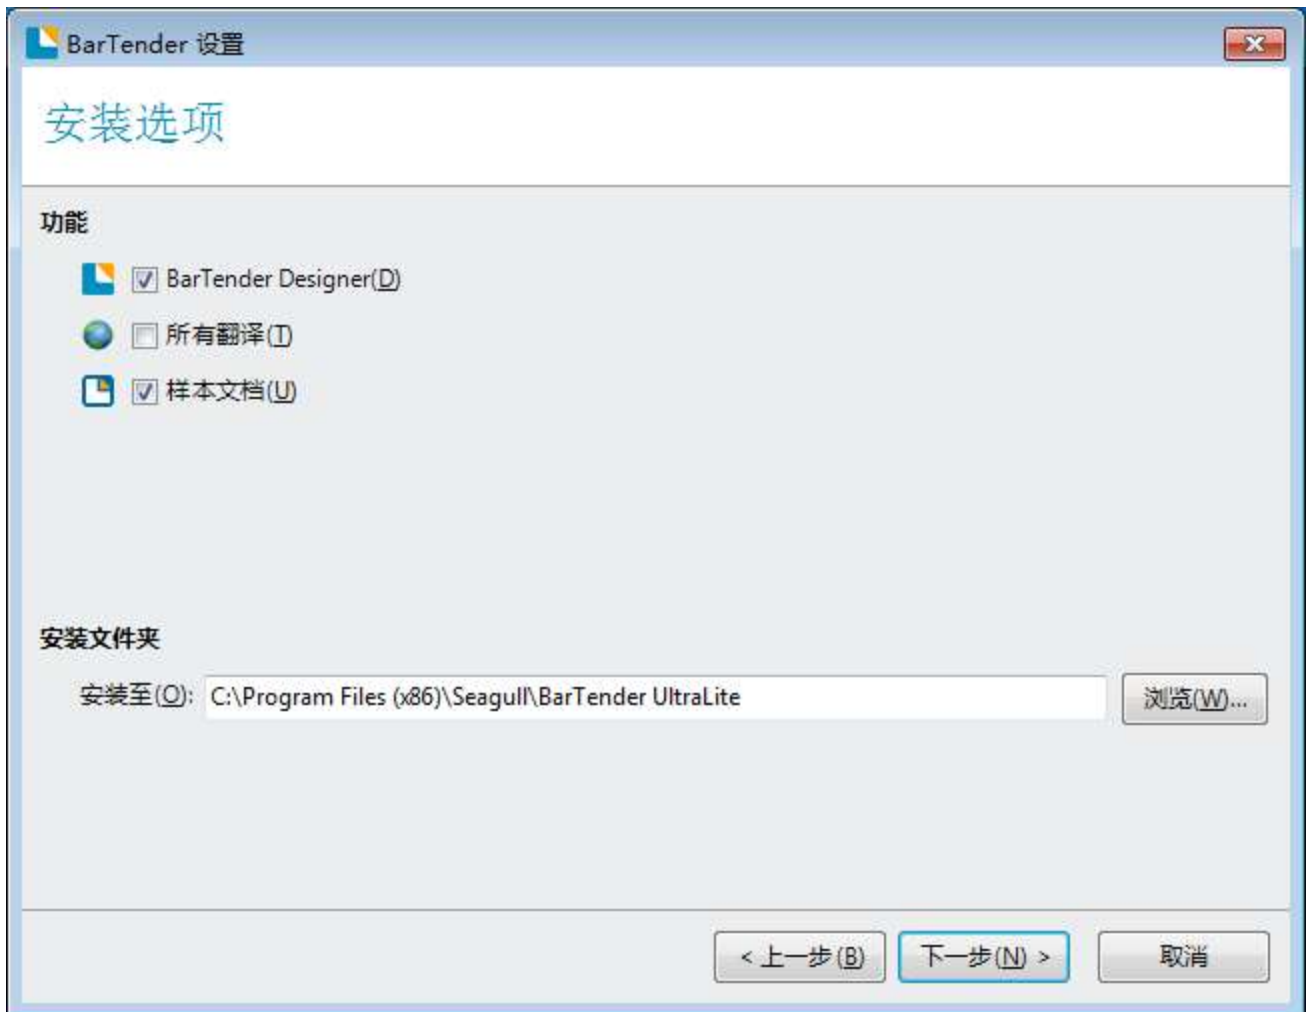 BarTender 设置
安装选项
功能
BarTender Designer(D)
所有翻译(T)
样本文档(U)
安装文件夹
安装至(O): C:\Program Files (x86)\Seagull\BarTender UltraLite 浏览(W)...
< 上一步(B) 下一步(N) > 取消